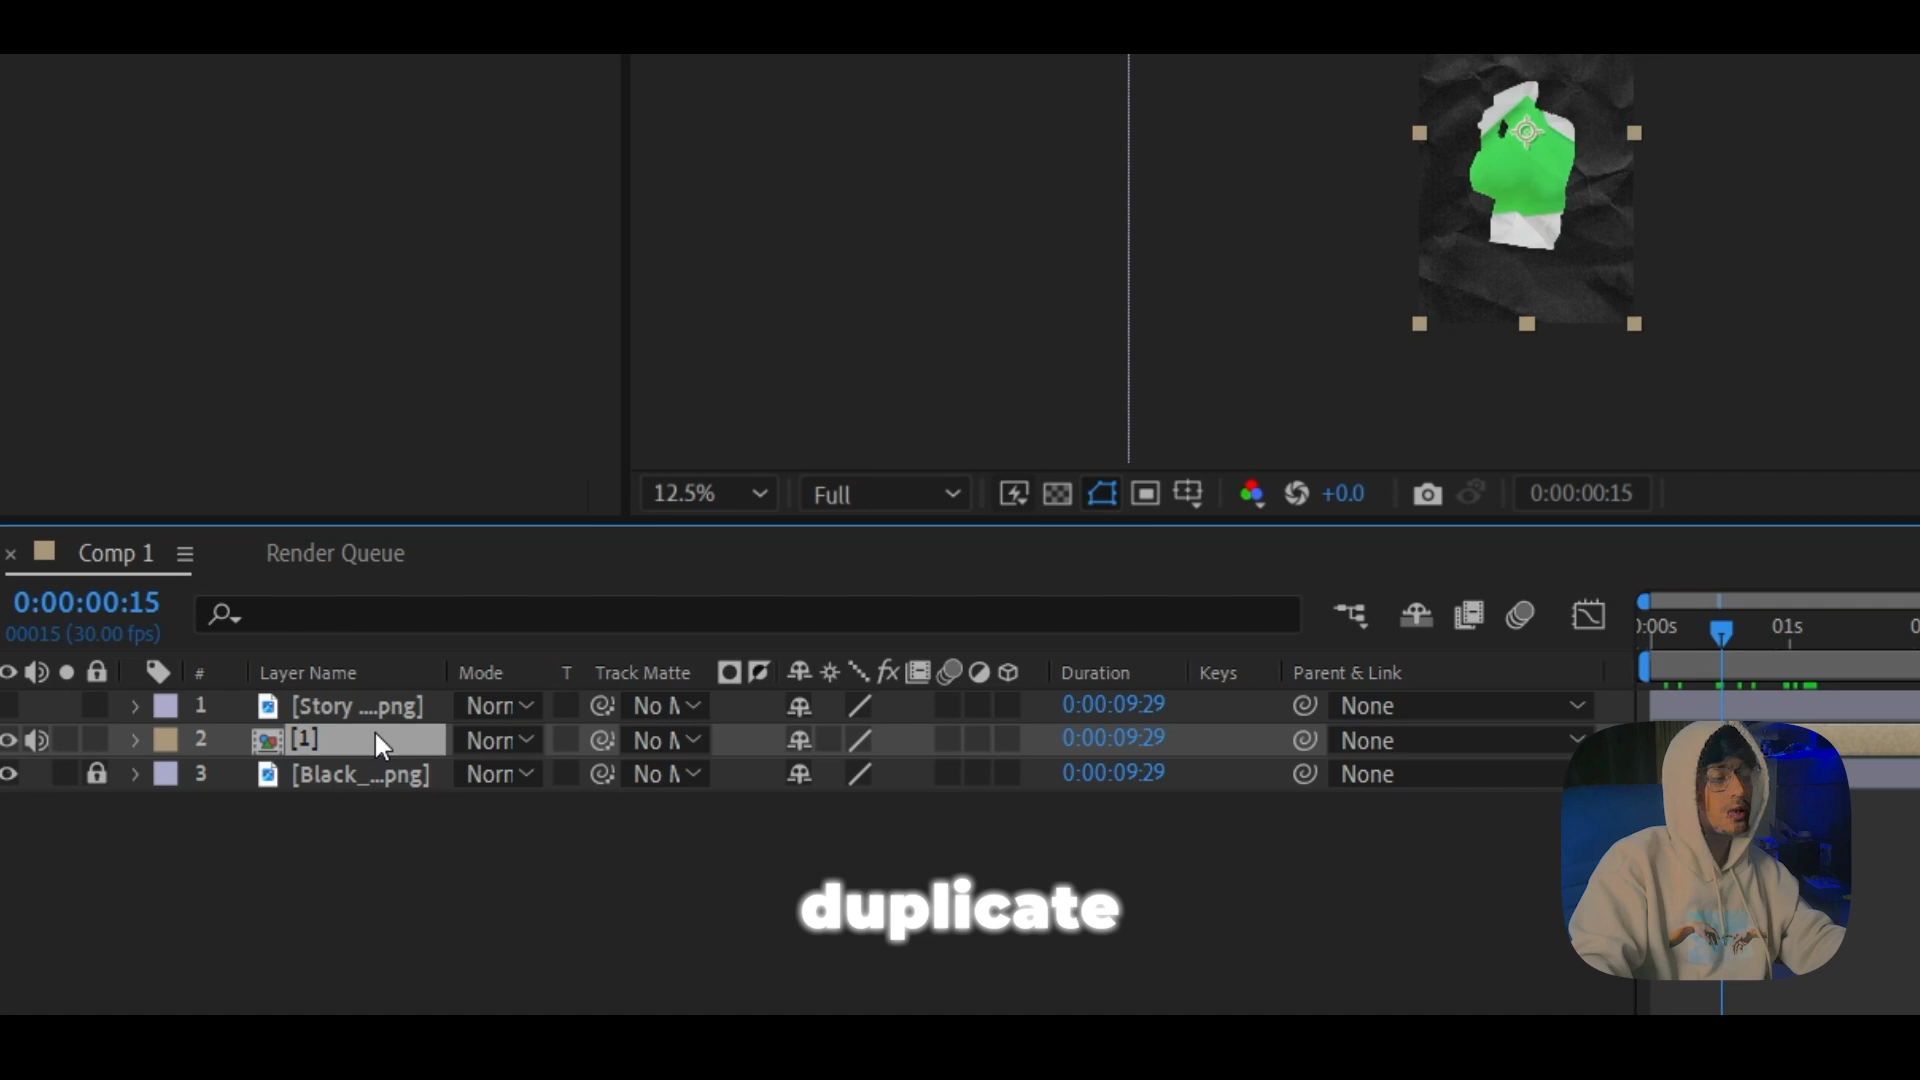 12.5%
Full
+0.0
0:00:00:15
Comp 1
Render Queue
0:00:00:15
00015 (30.00 fps)
):00s
01s
0
#
Layer Name
Mode
T
Track Matte
fx
Duration
Keys
Parent & Link
1
[Story ....png]
Norn
No M
0:00:09:29
None
2
[1]
Norn
No M
0:00:09:29
None
3
[Black_...png]
Norn
No M
0:00:09:29
None
duplicate